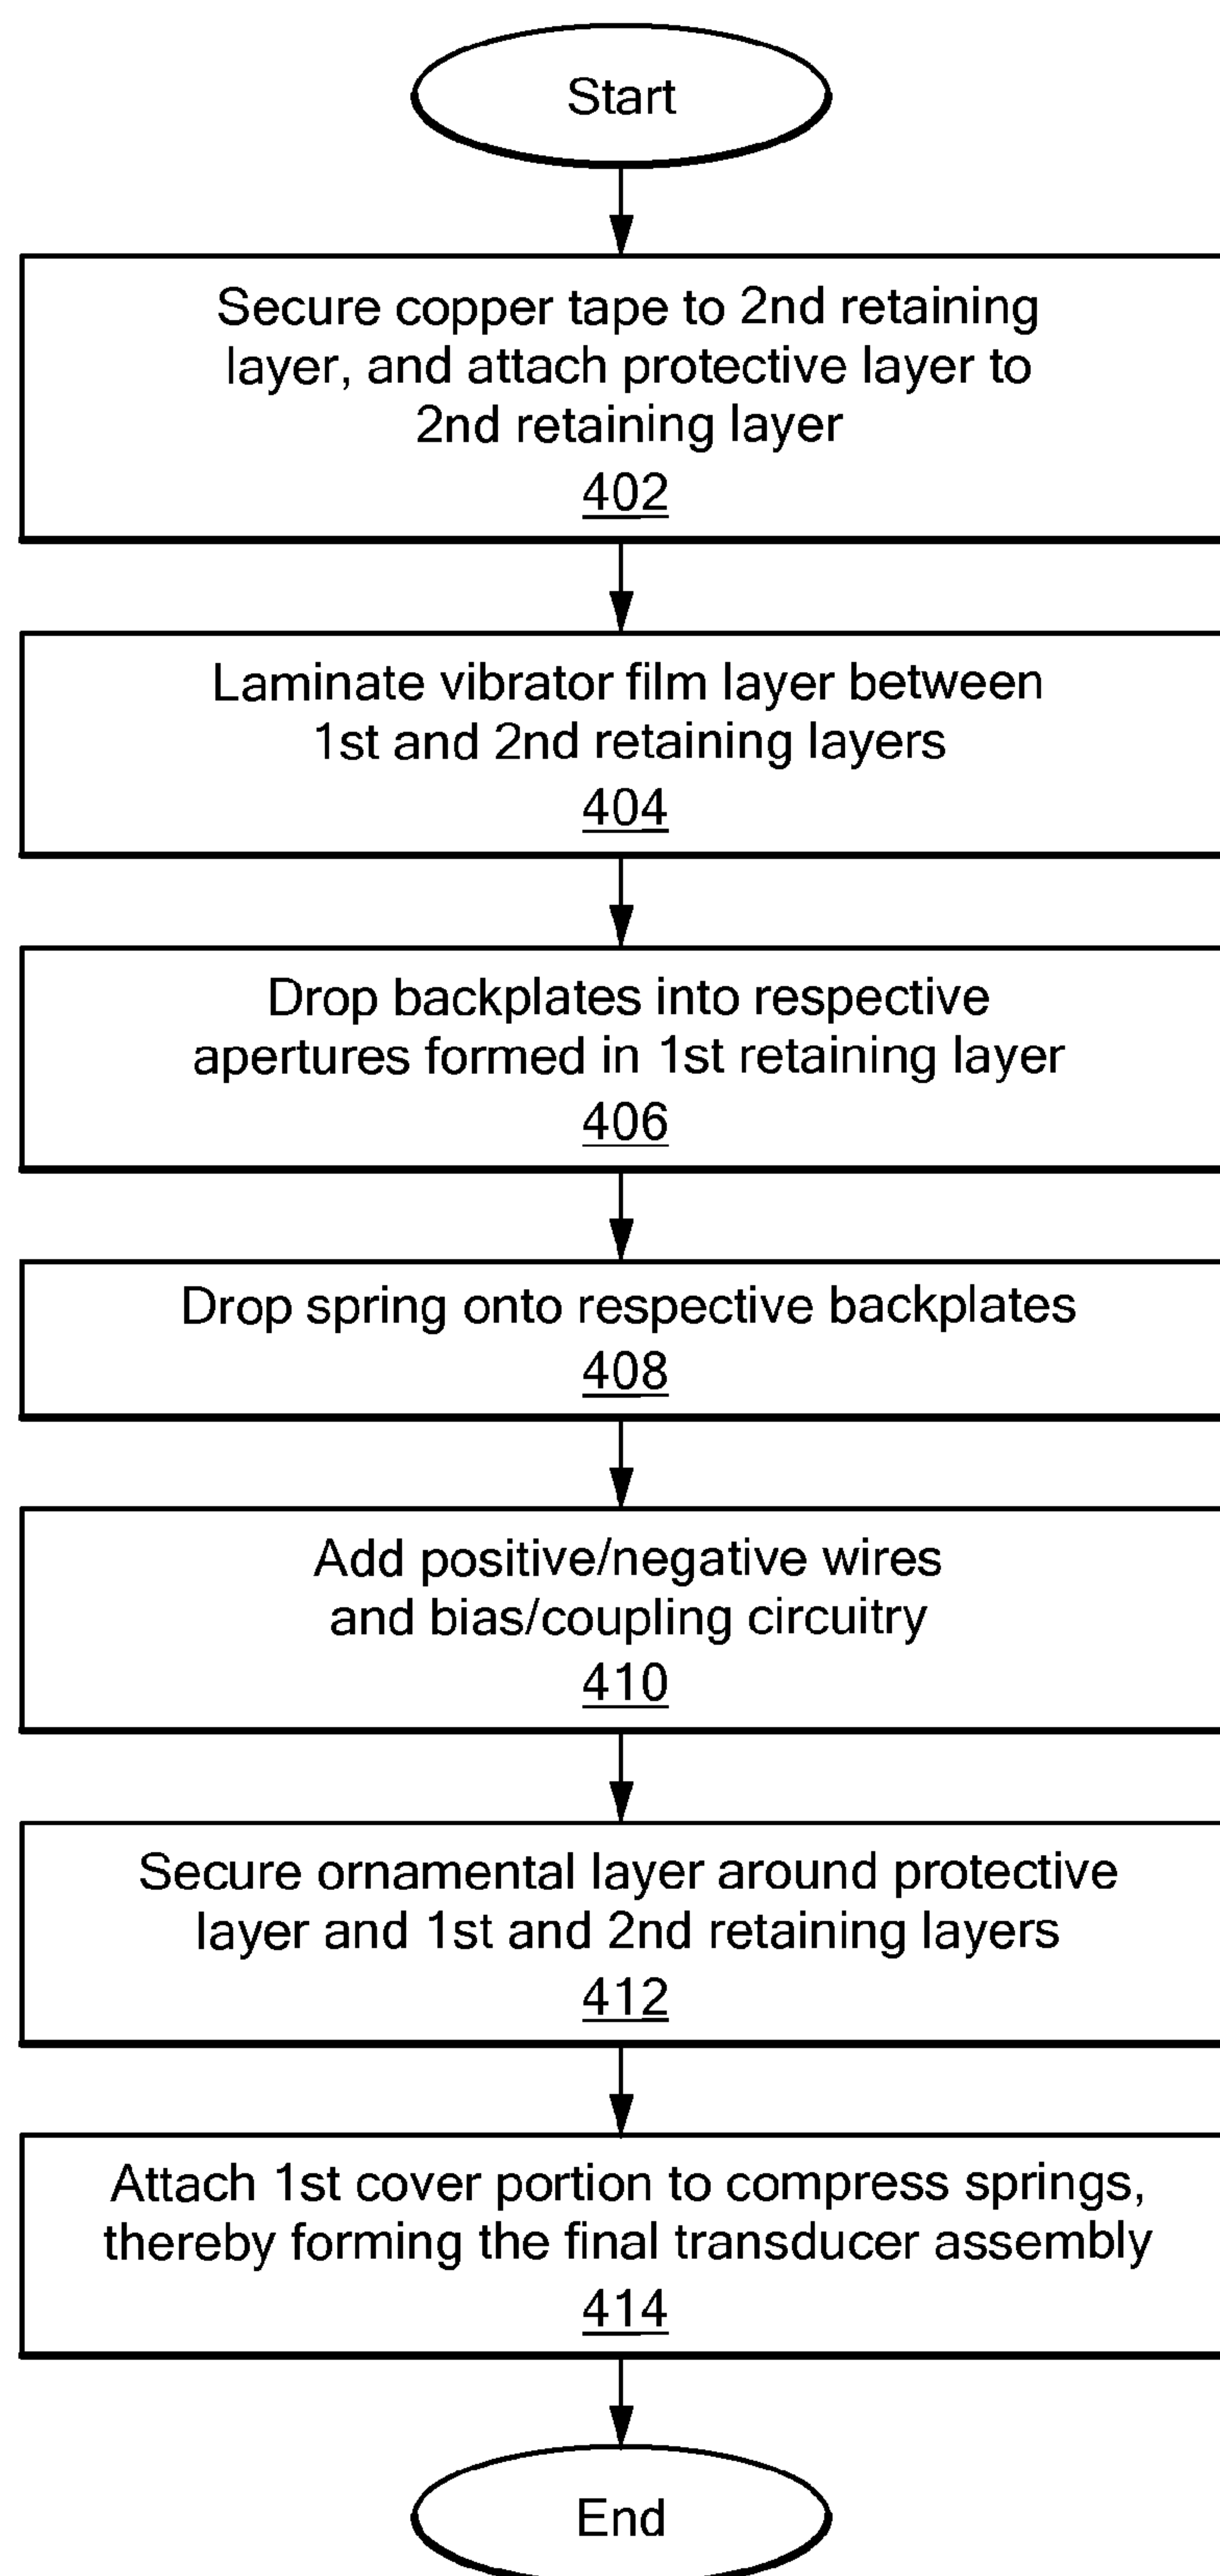 Start
Secure copper tape to 2nd retaining
layer, and attach protective layer to
2nd retaining layer
402
Laminate vibrator film layer between
1st and 2nd retaining layers
404
Drop backplates into respective
apertures formed in 1st retaining layer
406
Drop spring onto respective backplates
408
Add positive/negative wires
and bias/coupling circuitry
410
Secure ornamental layer around protective
layer and 1st and 2nd retaining layers
412
Attach 1st cover portion to compress springs,
thereby forming the final transducer assembly
414
End